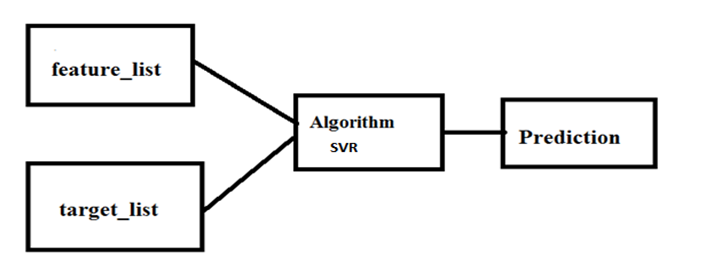 feature_list
target_list
Algorithm
SVR
Prediction